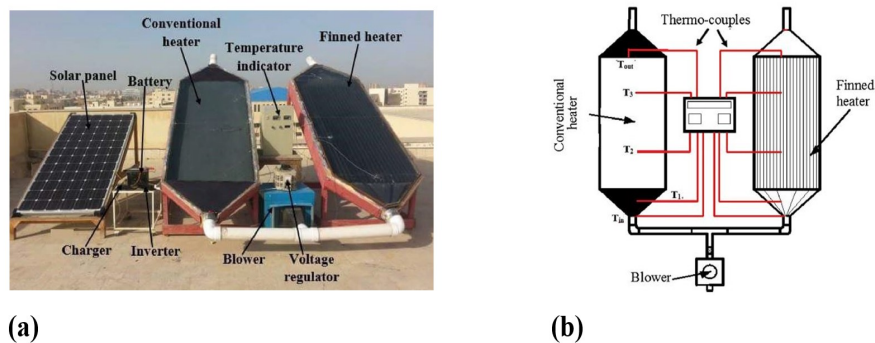 Conventional
heater
Temperature
indicator
Finned heater
Solar panel
Battery
Charger
Inverter
Blower
Voltage
regulator
(a)
Thermo-couples
Conventional
heater
Finned
heater
Tout
T3
T2
T1,
Tin
Blower
(b)